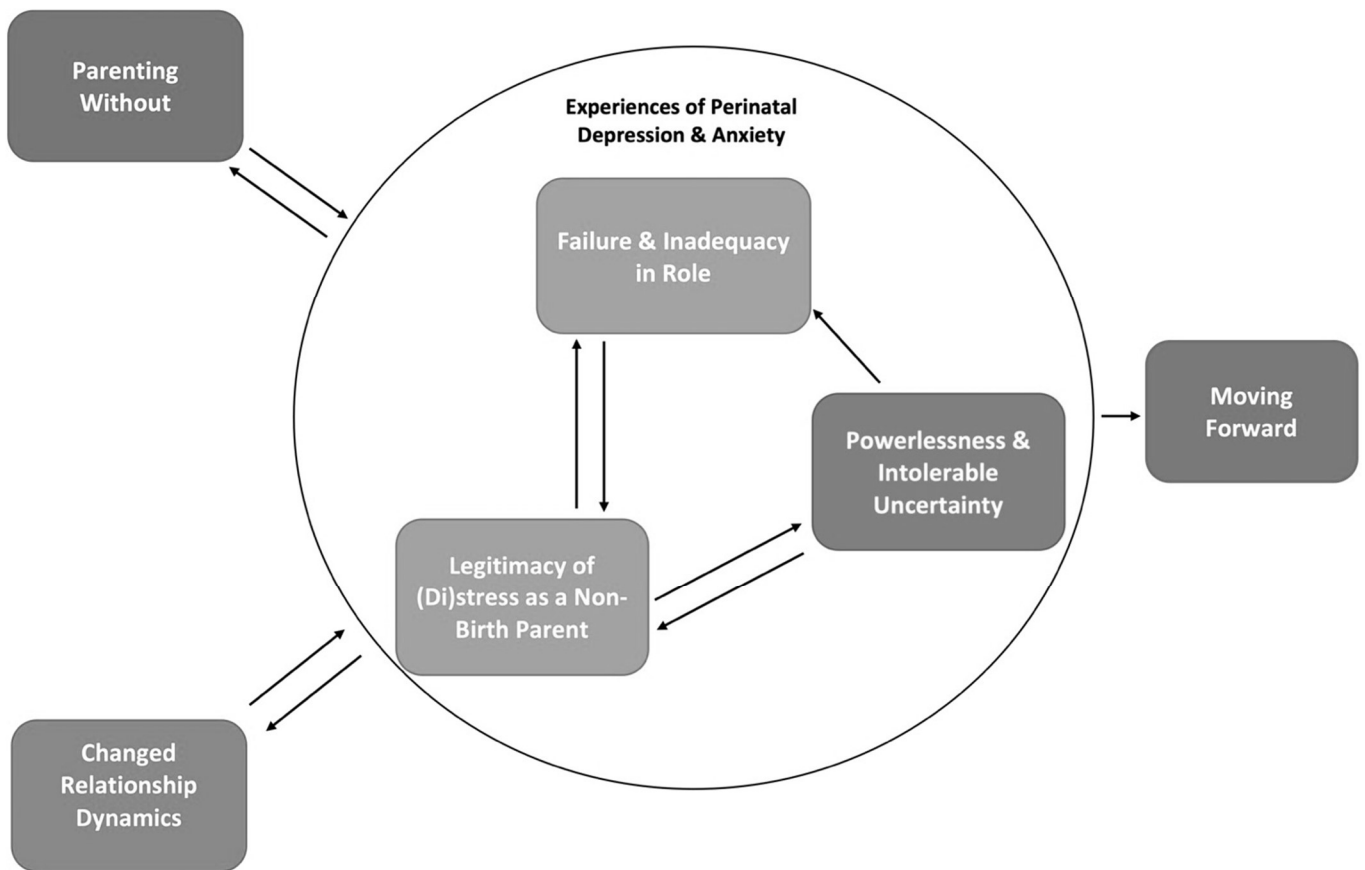 Parenting
Without
Experiences of Perinatal
Depression & Anxiety
Failure & Inadequacy
in Role
Powerlessness &
Intolerable
Uncertainty
Moving
Forward
Legitimacy of
(Di)stress as a Non-
Birth Parent
Changed
Relationship
Dynamics